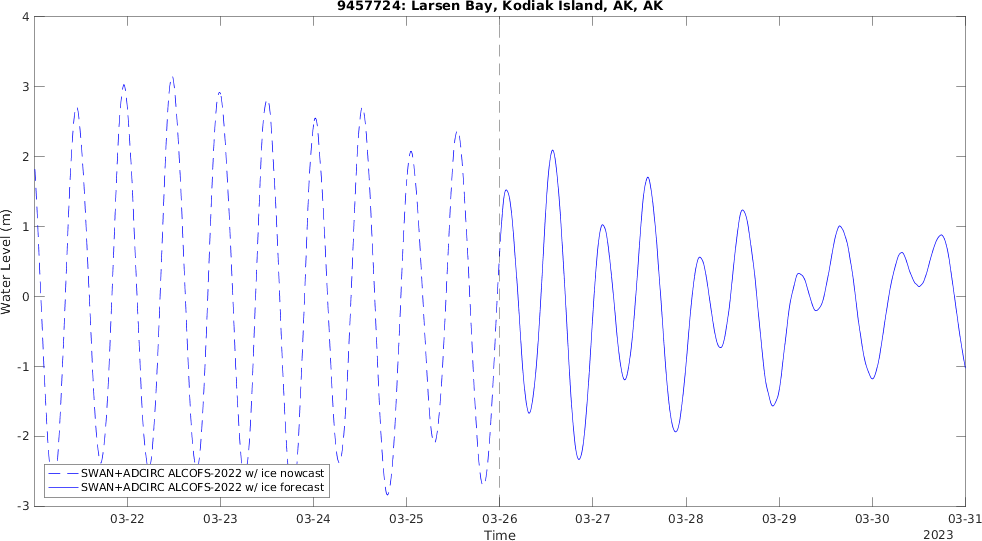 9457724: Larsen Bay, Kodiak Island, AK, AK
Water Level (m)
4
3
2
1
0
-1
-2
-3
SWAN+ADCIRC ALCOFS-2022 w/ ice nowcast
SWAN+ADCIRC ALCOFS-2022 w/ ice forecast
03-22 03-23 03-24 03-25 03-26 03-27 03-28 03-29 03-30 03-31
Time
2023